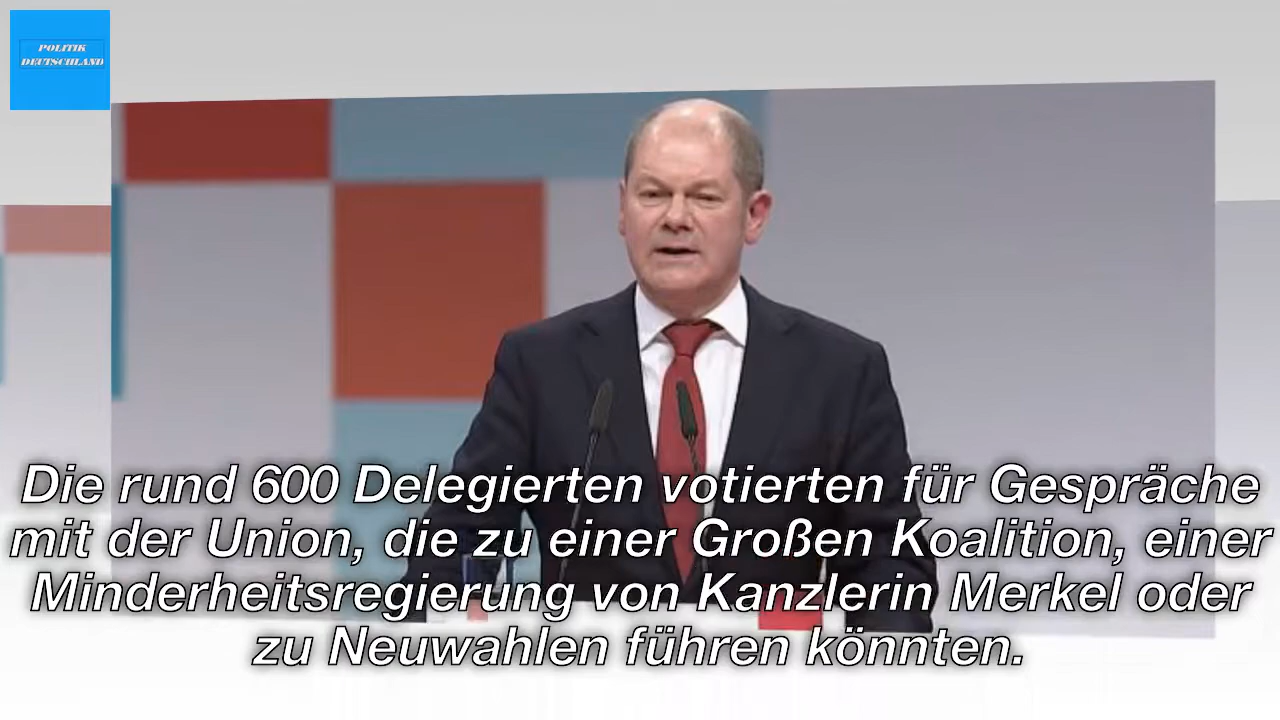 POLITIK
DEUTSCHLAND
Die rund 600 Delegierten votierten für Gespräche
mit der Union, die zu einer Großen Koalition, einer
Minderheitsregierung von Kanzlerin Merkel oder
zu Neuwahlen führen könnten.